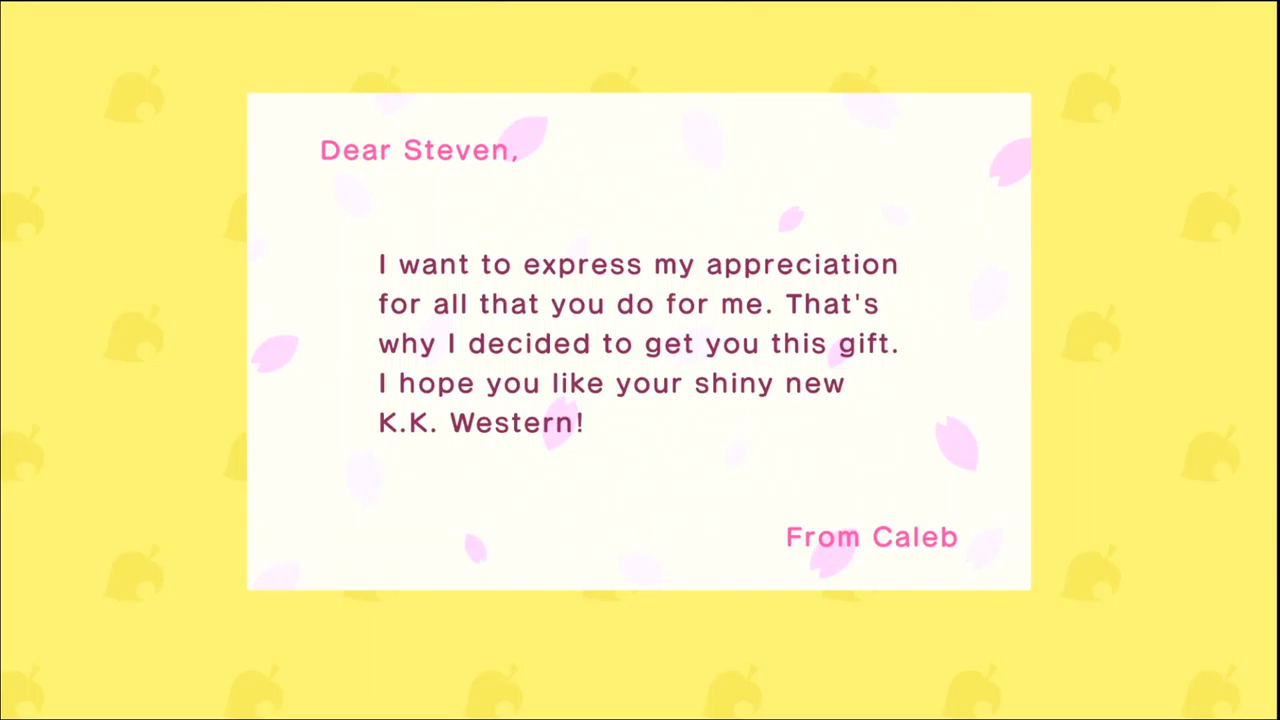 Dear Steven,
I want to express my appreciation
for all that you do for me. That's
why I decided to get you this gift.
I hope you like your shiny new
K.K. Western!
From Caleb